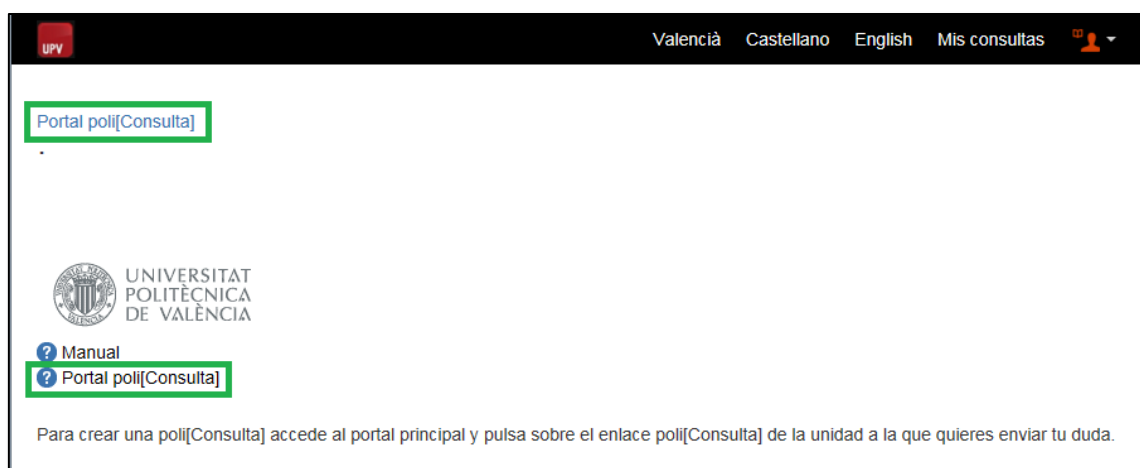 UPV
Valencià Castellano English Mis consultas
Portal poli[Consulta]
.
UNIVERSITAT
POLITÈCNICA
DE VALÈNCIA
? Manual
? Portal poli[Consulta]
Para crear una poli[Consulta] accede al portal principal y pulsa sobre el enlace poli[Consulta] de la unidad a la que quieres enviar tu duda.